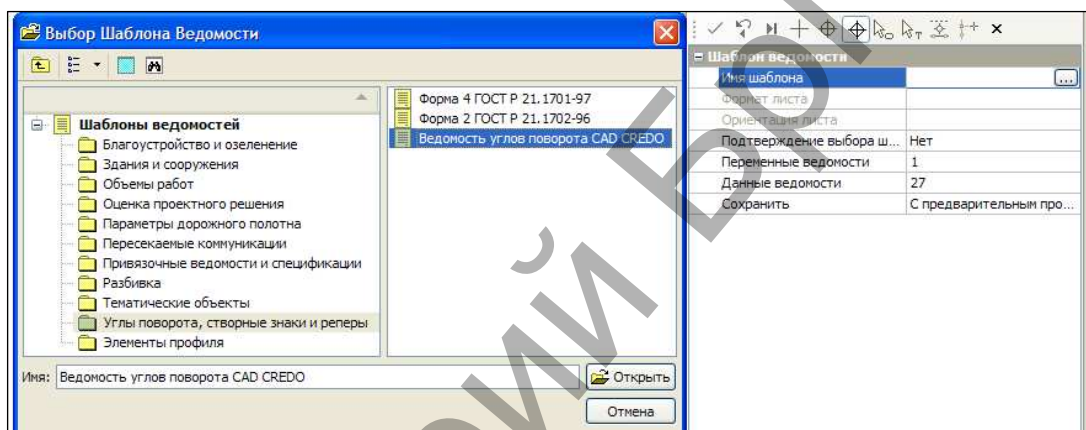 Выбор Шаблона Ведомости
Шаблоны ведомостей
Благоустройство и озеленение
Здания и сооружения
Объемы работ
Оценка проектного решения
Параметры дорожного полотна
Пересекаемые коммуникации
Привязочные ведомости и спецификации
Разбивка
Тематические объекты
Углы поворота, створные знаки и реперы
Элементы профиля
Форма 4 ГОСТ Р 21.1701-97
Форма 2 ГОСТ Р 21.1702-96
Ведомость углов поворота CAD CREDO
Имя: Ведомость углов поворота CAD CREDO
Открыть
Отмена
Шаблон ведомости
Имя шаблона ...
Формат листа
Ориентация листа
Подтверждение выбора ш... Нет
Переменные ведомости 1
Данные ведомости 27
Сохранить С предварительным про...